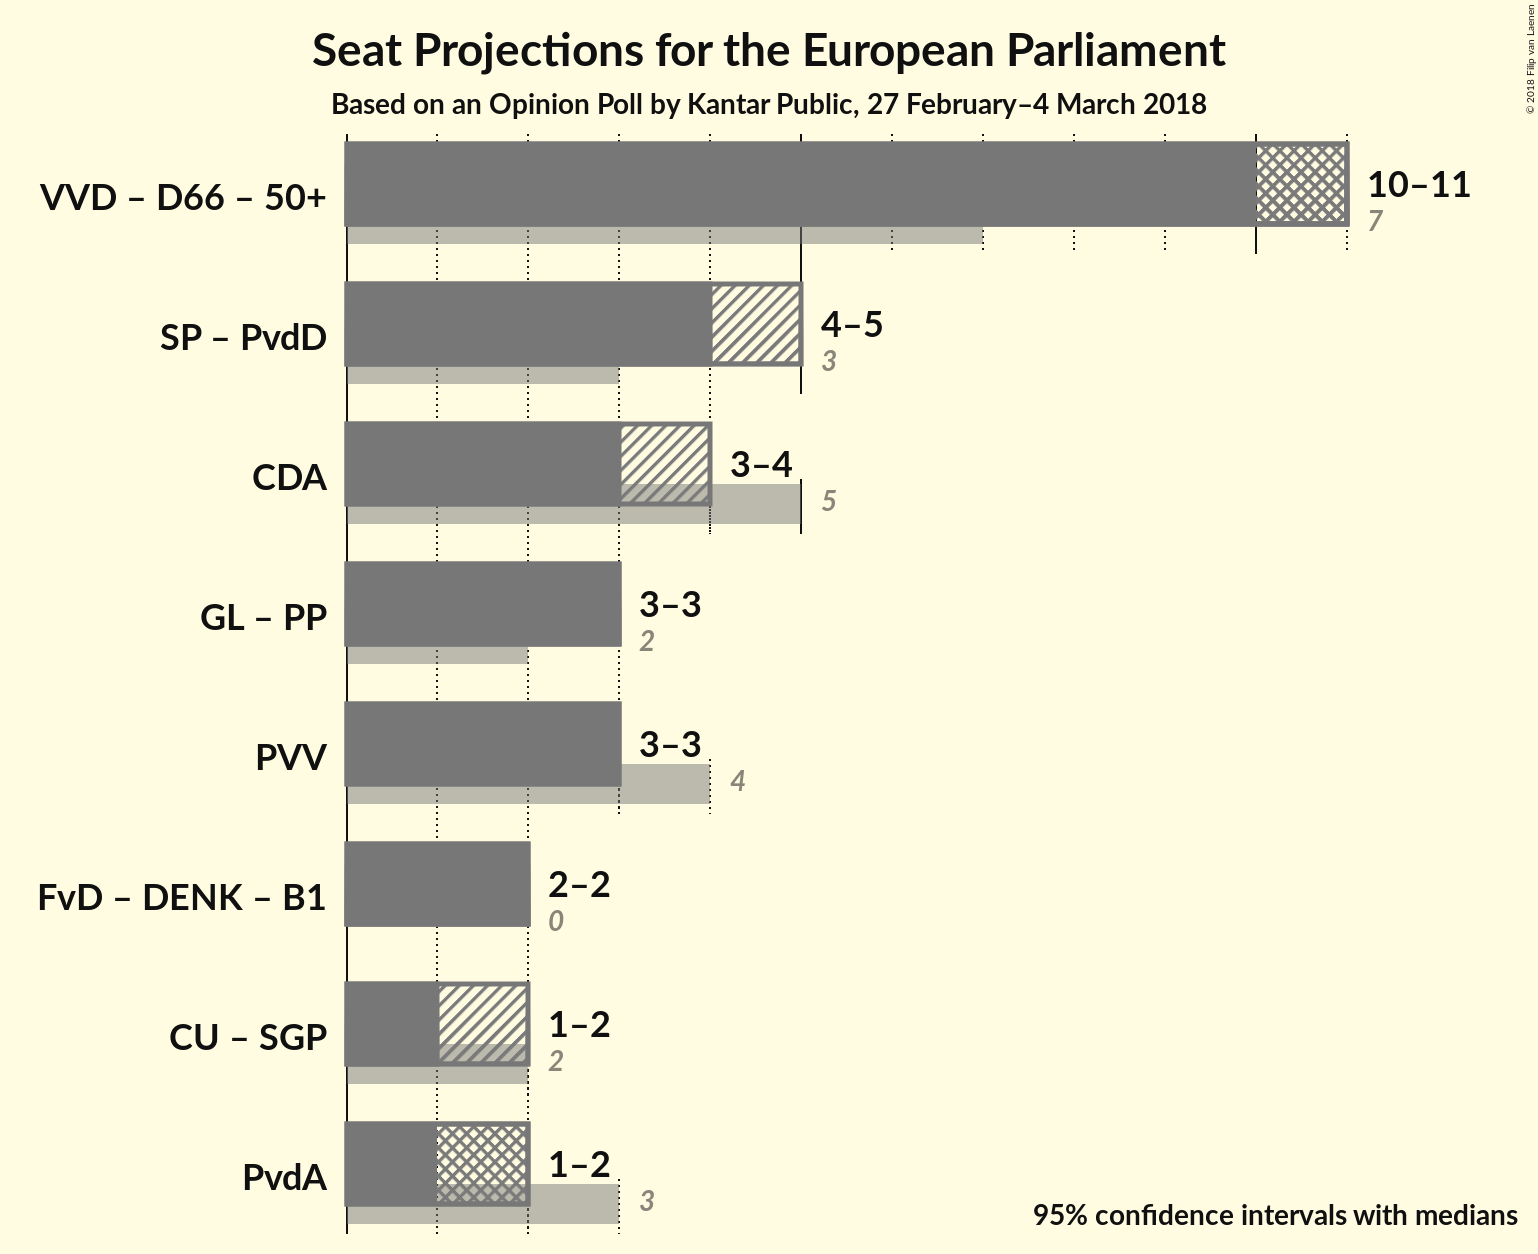 Seat Projections for the European Parliament
Based on an Opinion Poll by Kantar Public, 27 February–4 March 2018
© 2018 Filip van Laenen
VVD – D66 – 50+
10–11
7
SP – PvdD
4–5
3
CDA
3–4
5
GL – PP
3–3
2
PVV
3–3
4
FvD – DENK – B1
2–2
0
CU – SGP
1–2
2
PvdA
1–2
3
95% confidence intervals with medians